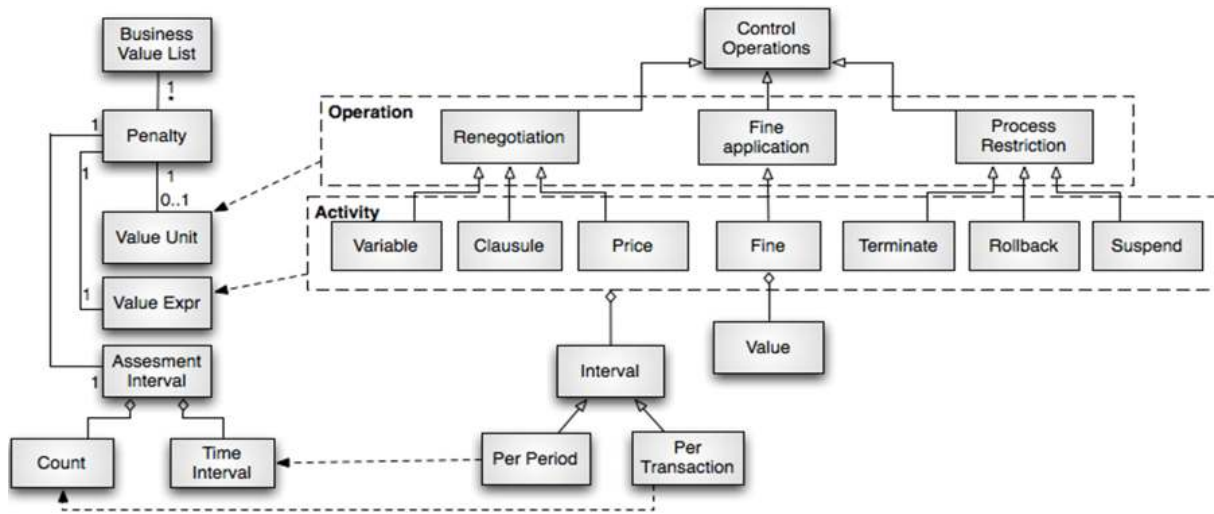 Business
Value List
1
*
Penalty
1
1
1
0..1
Value Unit
Value Expr
1
Assesment
Interval
1
Count
Time
Interval
Control
Operations
Operation
Renegotiation
Fine
application
Process
Restriction
Activity
Variable
Clausule
Price
Fine
Terminate
Rollback
Suspend
Value
Interval
Per Period
Per
Transaction